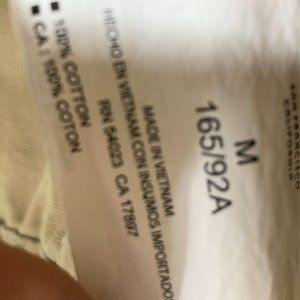 CALIFORNIA
M
165/92A
MADE IN VIETNAM
HECHO EN VIETNAM CON INSUMOS IMPORTADOS
RN 54023 CA 17897
100% COTTON
CA : 100% COTON